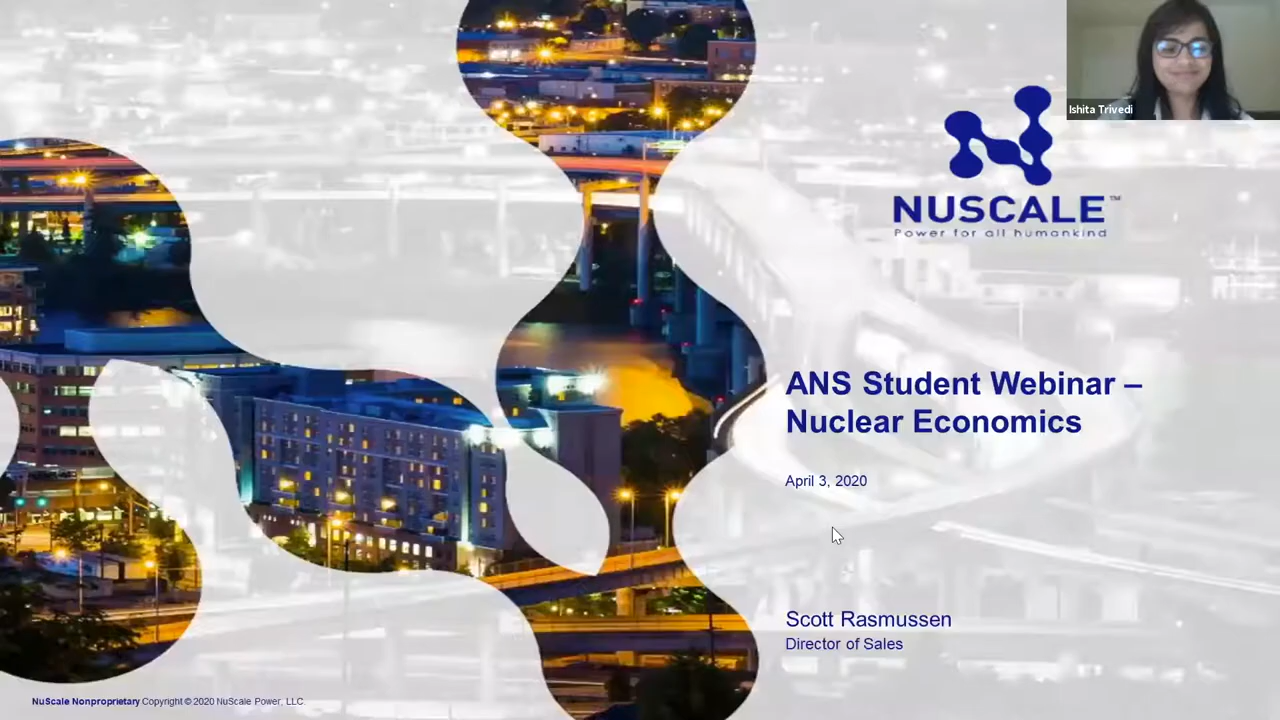 Ishita Trivedi
NUSCALE™
Power for all humankind
ANS Student Webinar –
Nuclear Economics
April 3, 2020
Scott Rasmussen
Director of Sales
NuScale Nonproprietary Copyright © 2020 NuScale Power, LLC.